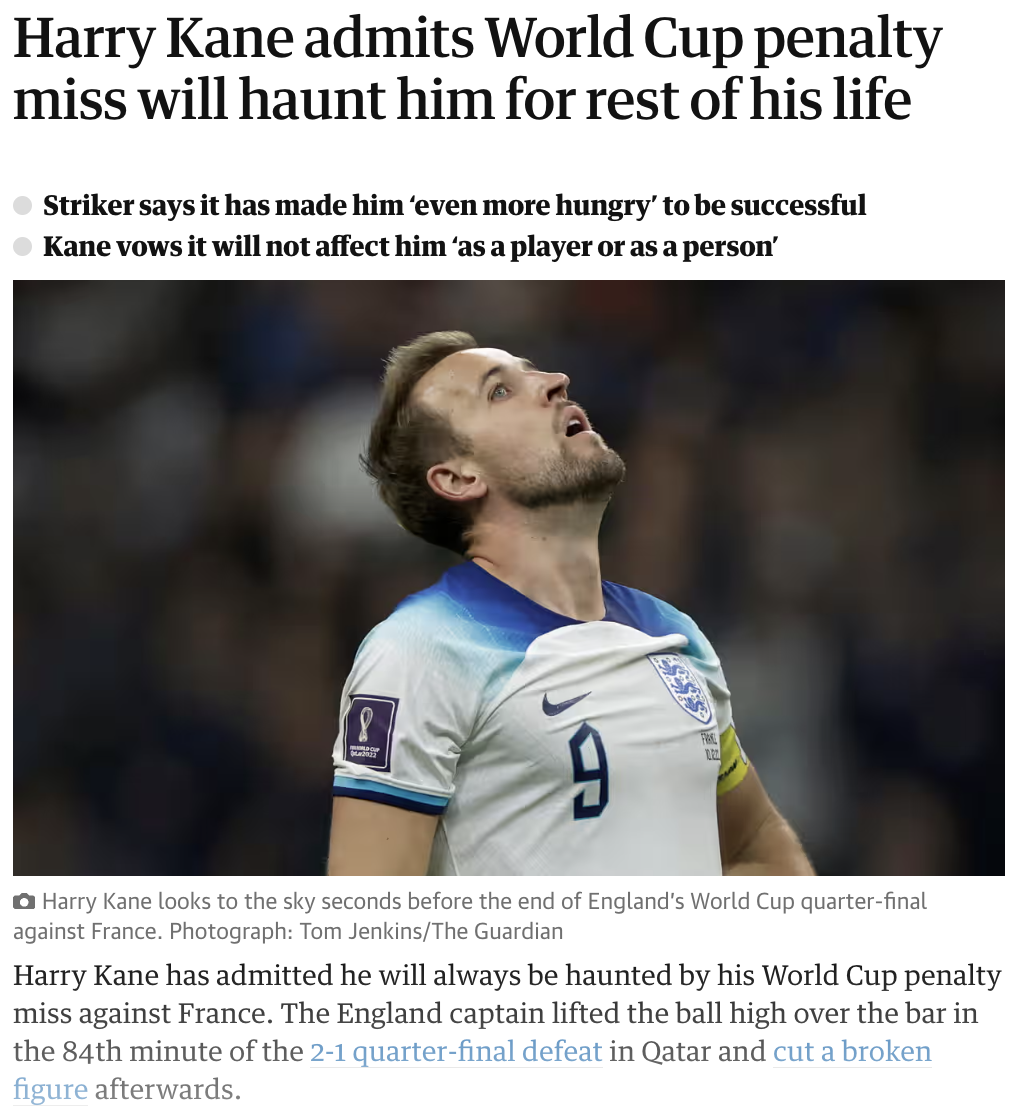 Harry Kane admits World Cup penalty
miss will haunt him for rest of his life
Striker says it has made him ‘even more hungry’ to be successful
Kane vows it will not affect him ‘as a player or as a person’
FIFA WORLD CUP
Qatar2022
9
Harry Kane looks to the sky seconds before the end of England’s World Cup quarter-final
against France. Photograph: Tom Jenkins/The Guardian
Harry Kane has admitted he will always be haunted by his World Cup penalty
miss against France. The England captain lifted the ball high over the bar in
the 84th minute of the 2-1 quarter-final defeat in Qatar and cut a broken
figure afterwards.